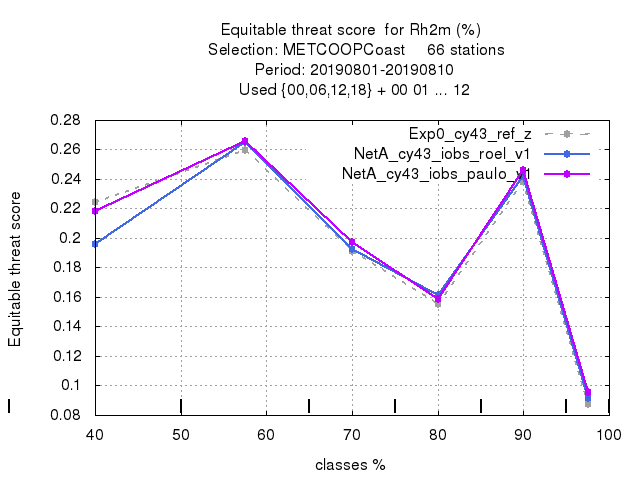 Equitable threat score for Rh2m (%)
Selection: METCOOPCoast 66 stations
Period: 20190801-20190810
Used {00,06,12,18} + 00 01 ... 12
Exp0_cy43_ref_z
NetA_cy43_iobs_roel_v1
NetA_cy43_iobs_paulo_v1
Equitable threat score
0.28
0.26
0.24
0.22
0.2
0.18
0.16
0.14
0.12
0.1
0.08
40 50 60 70 80 90 100
classes %